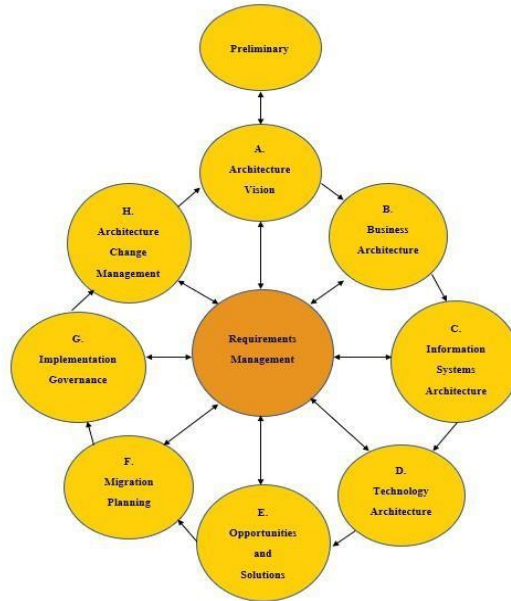 Preliminary
A.
Architecture
Vision
H.
Architecture
Change
Management
B.
Business
Architecture
Requirements
Management
G.
Implementation
Governance
C.
Information
Systems
Architecture
F.
Migration
Planning
D.
Technology
Architecture
E.
Opportunities
and
Solutions